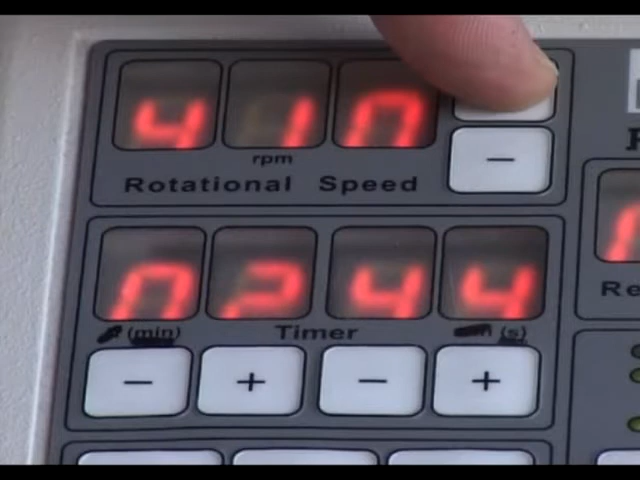 410
rpm
Rotational Speed
−
0244
(min) Timer (s)
− + − +
Re